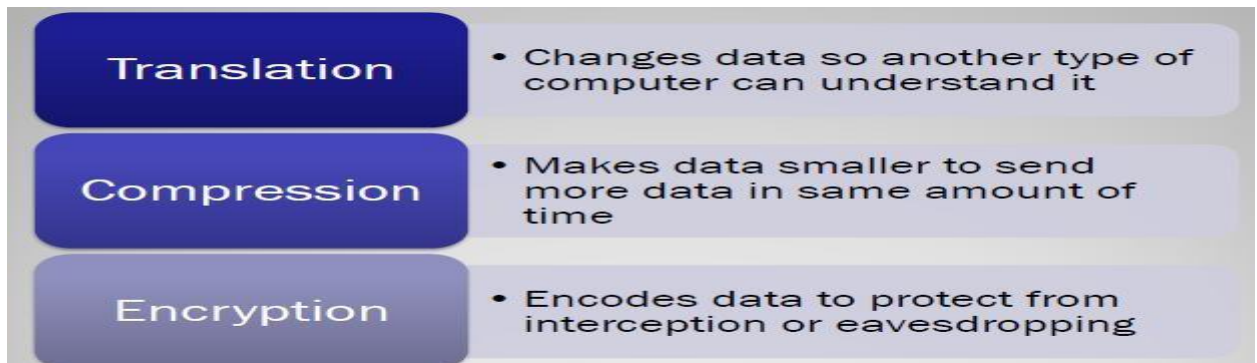 Translation
• Changes data so another type of
computer can understand it
Compression
• Makes data smaller to send
more data in same amount of
time
Encryption
• Encodes data to protect from
interception or eavesdropping